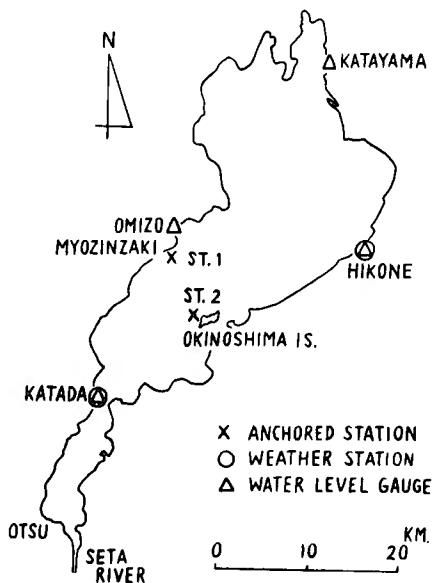 N
KATAYAMA
OMIZO
MYOZINZAKI
ST. 1
HIKONE
ST. 2
OKINOSHIMA IS.
KATADA
X ANCHORED STATION
WEATHER STATION
WATER LEVEL GAUGE
OTSU
SETA
RIVER
KM.
0 10 20